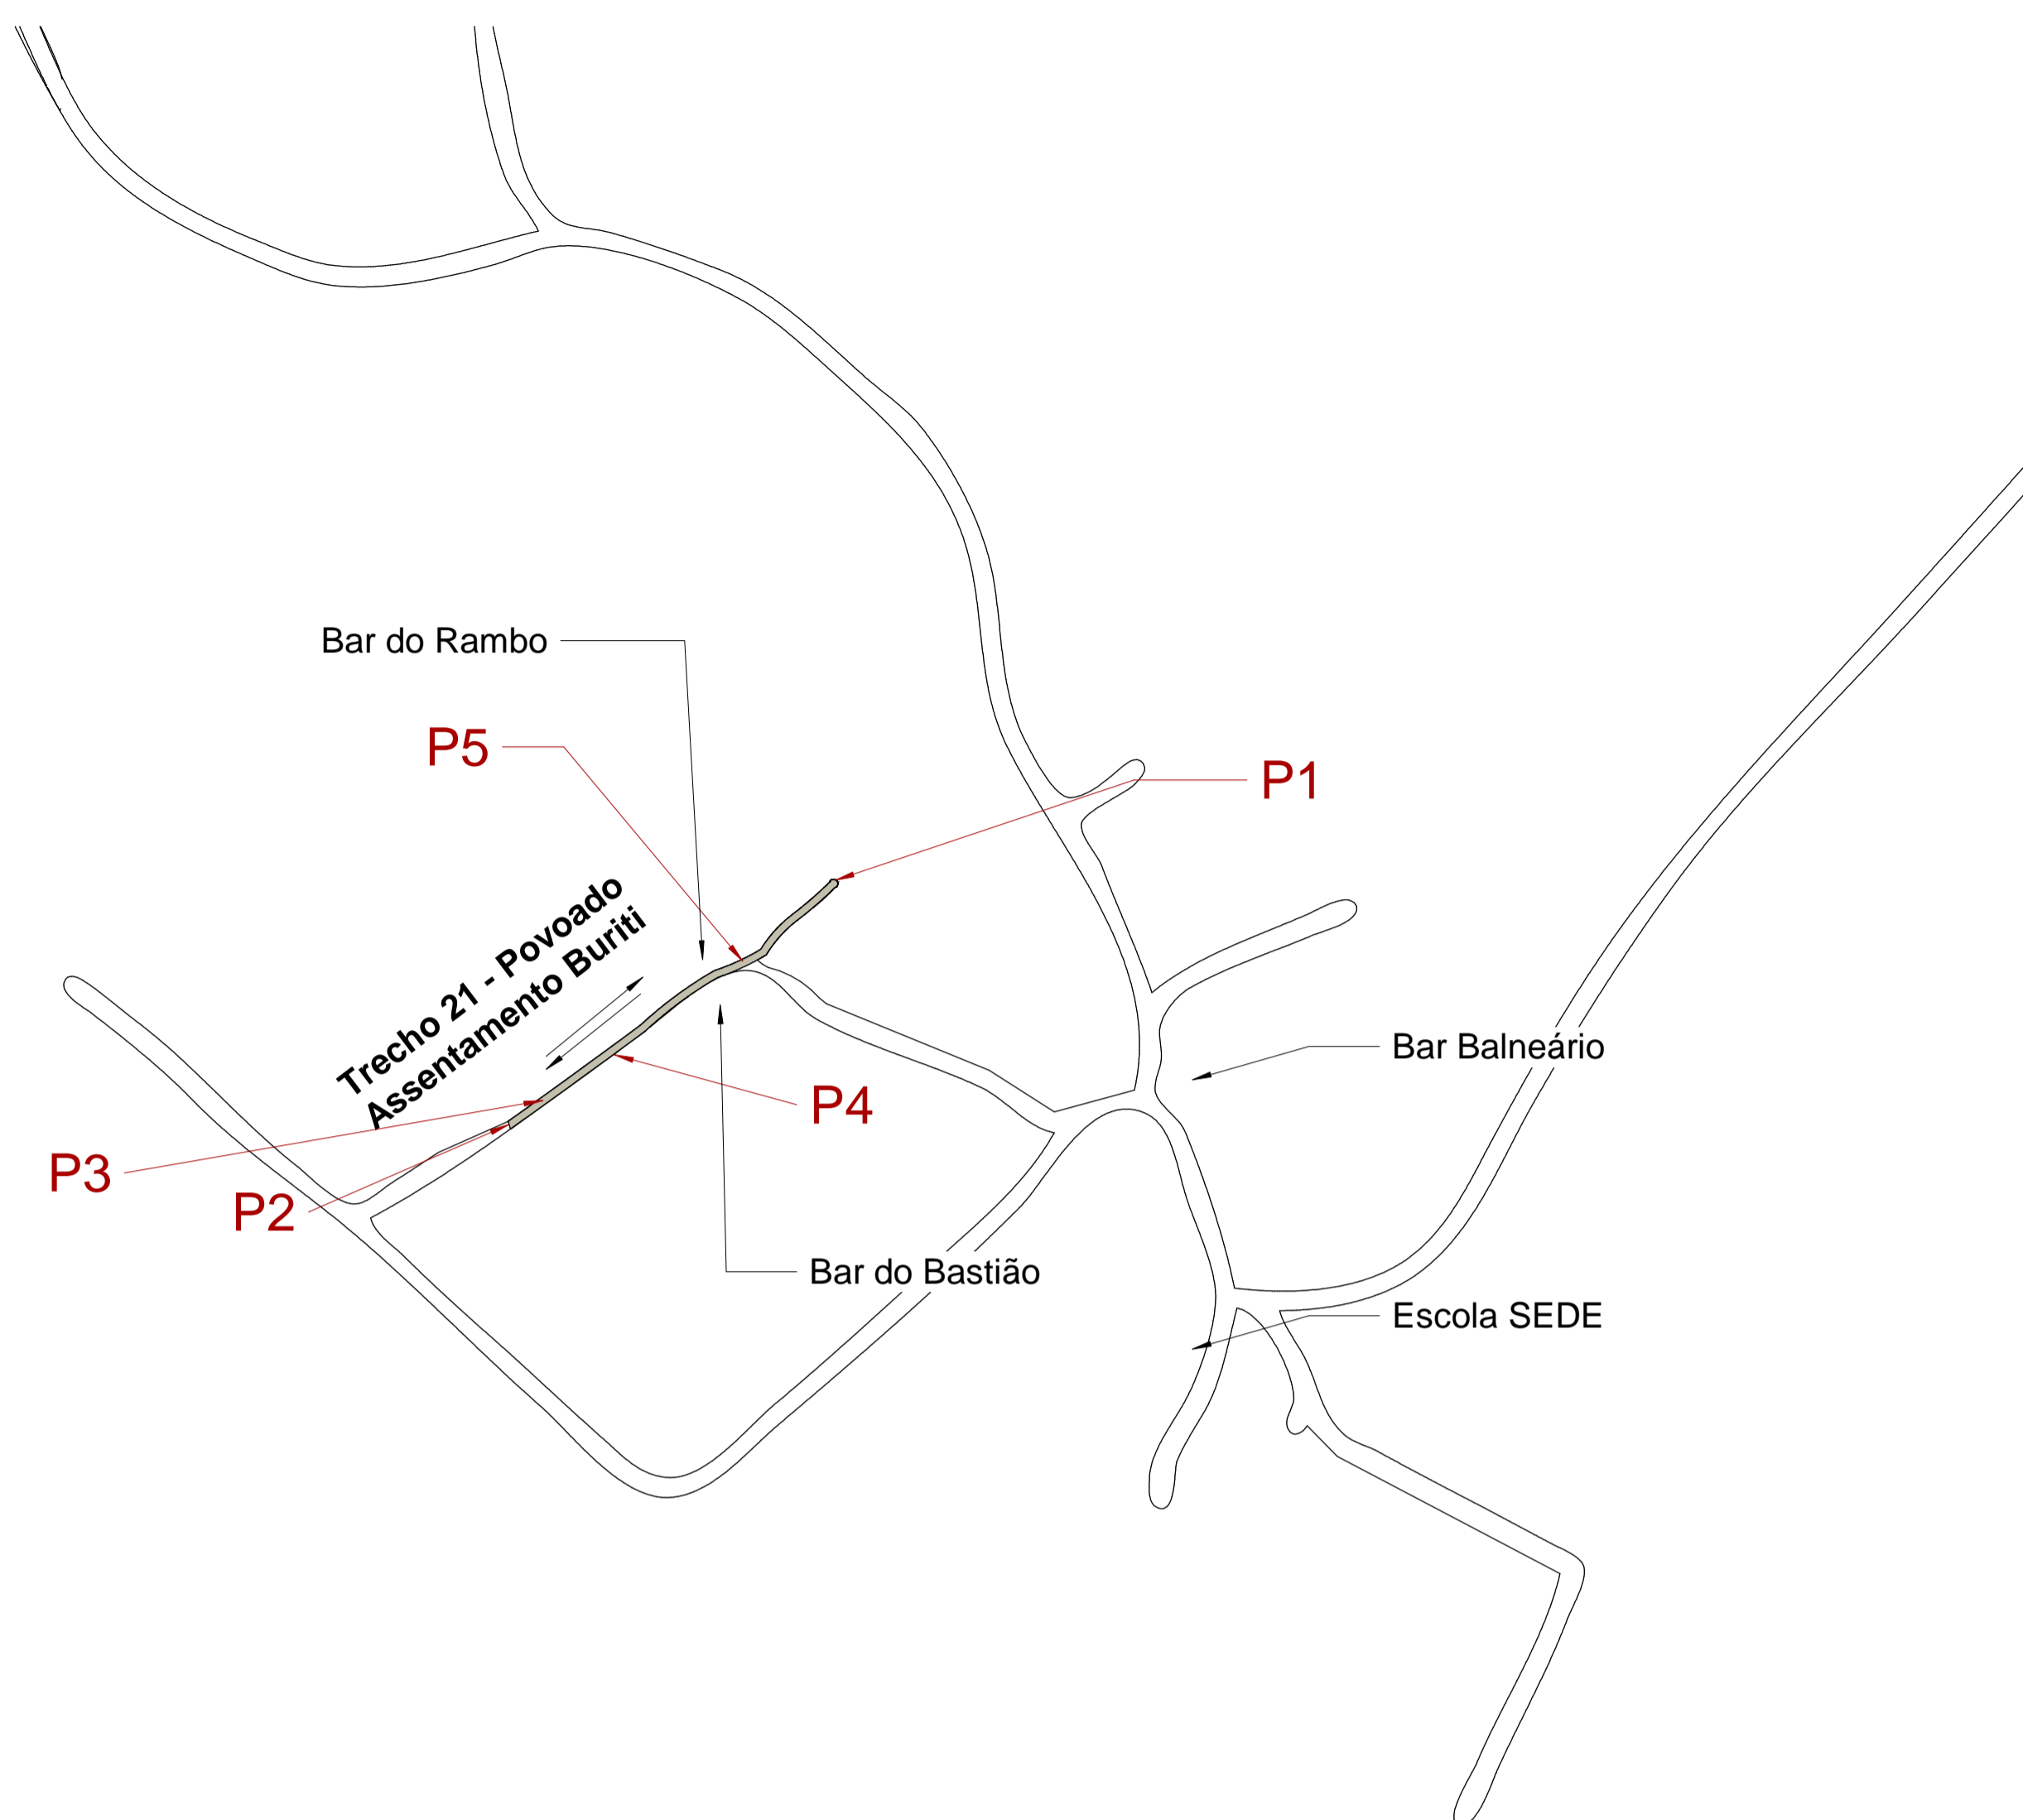 Bar do Rambo
P5
P1
Trecho 21 - Povoado
Assentamento Buriti
Bar Balneário
P4
P3
P2
Bar do Bastião
Escola SEDE